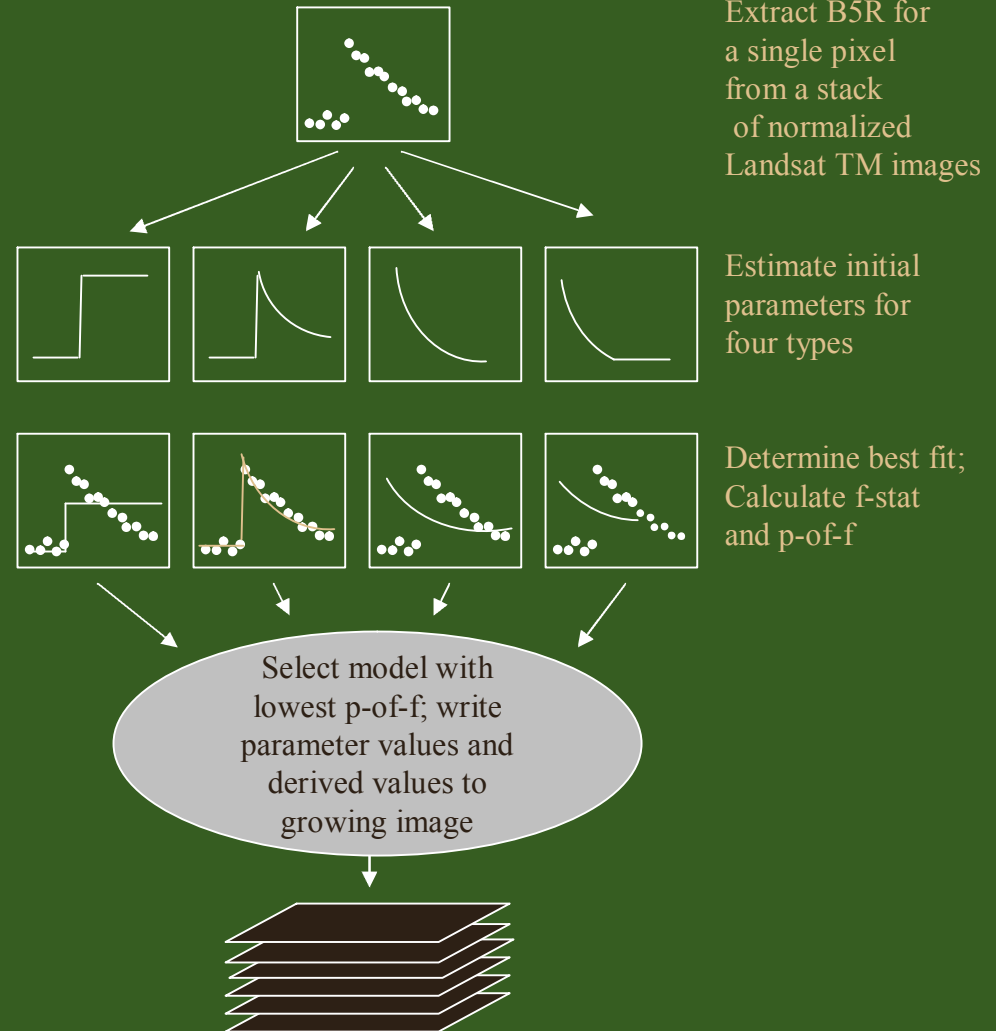 Extract B5R for
a single pixel
from a stack
of normalized
Landsat TM images
Estimate initial
parameters for
four types
Determine best fit;
Calculate f-stat
and p-of-f
Select model with
lowest p-of-f; write
parameter values and
derived values to
growing image